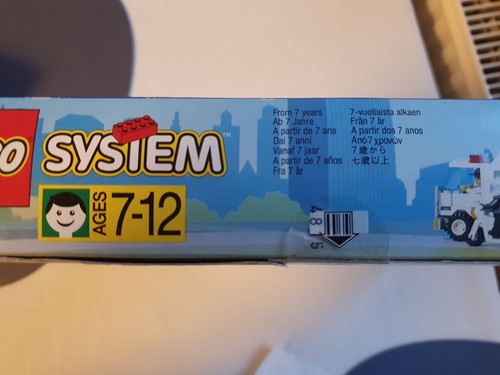 SYSTEM
TM
AGES 7-12
From 7 years
Ab 7 Jahre
A partir de 7 ans
Dai 7 anni
Vanaf 7 jaar
A partir de 7 años
Fra 7 år
7-vuotiaista alkaen
Från 7 år
A partir dos 7 anos
Από 7 χρονών
7歳から
七歲以上